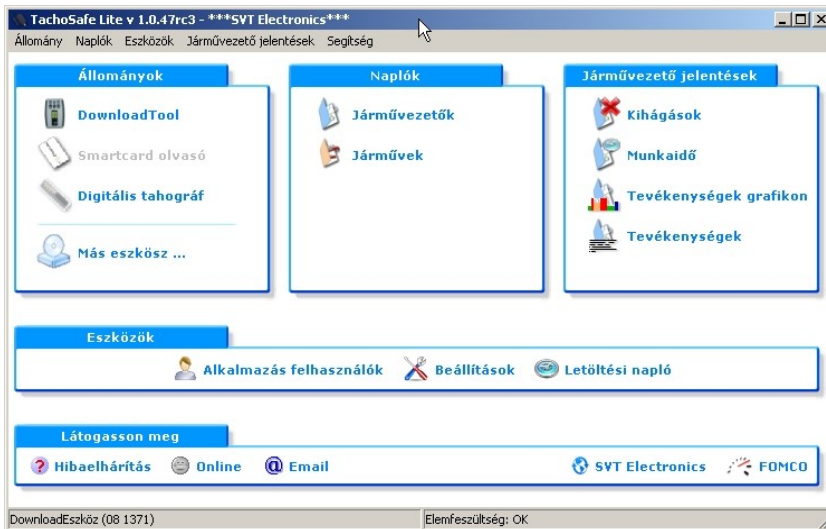 TachoSafe Lite v 1.0.47rc3 - ***SVT Electronics***
Állomány Naplók Eszközök Járművezető jelentések Segítség
Állományok
DownloadTool
Smartcard olvasó
Digitális tahográf
Más eszkösz ...
Naplók
Járművezetők
Járművek
Járművezető jelentések
Kihágások
Munkaidő
Tevékenységek grafikon
Tevékenységek
Eszközök
Alkalmazás felhasználók Beállítások Letöltési napló
Látogasson meg
Hibaelhárítás Online Email SVT Electronics FOMCO
DownloadEszköz (08 1371) Elemfeszültség: OK